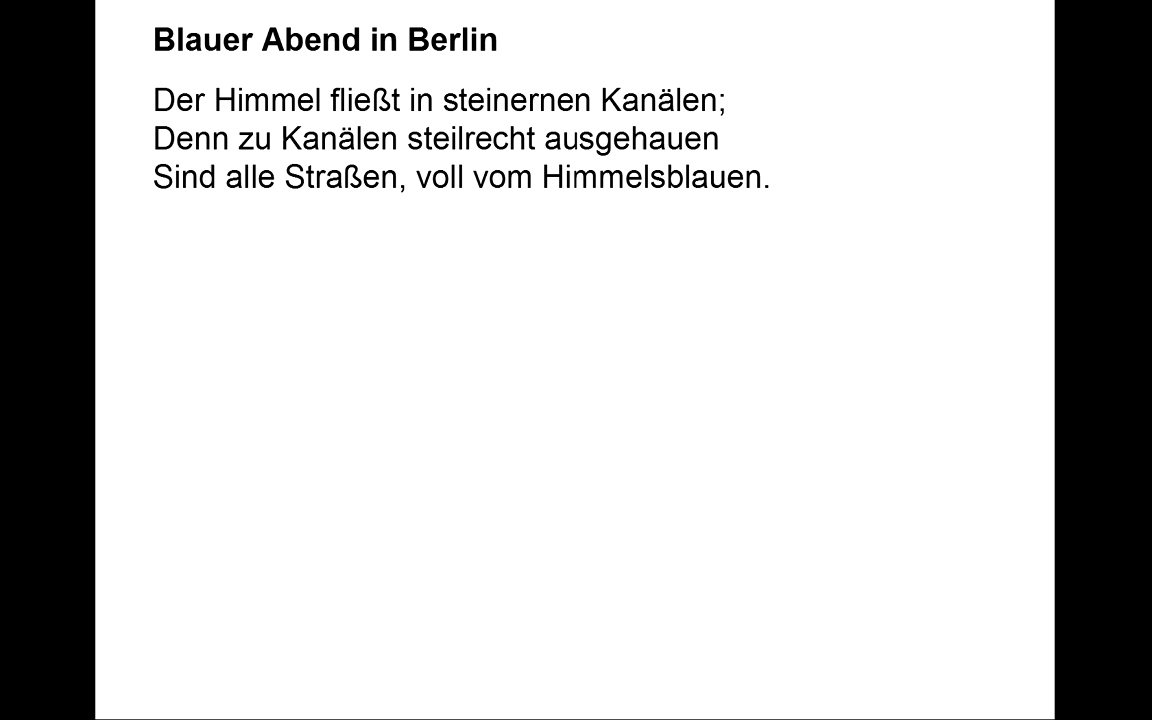 Blauer Abend in Berlin
Der Himmel fließt in steinernen Kanälen;
Denn zu Kanälen steilrecht ausgehauen
Sind alle Straßen, voll vom Himmelsblauen.